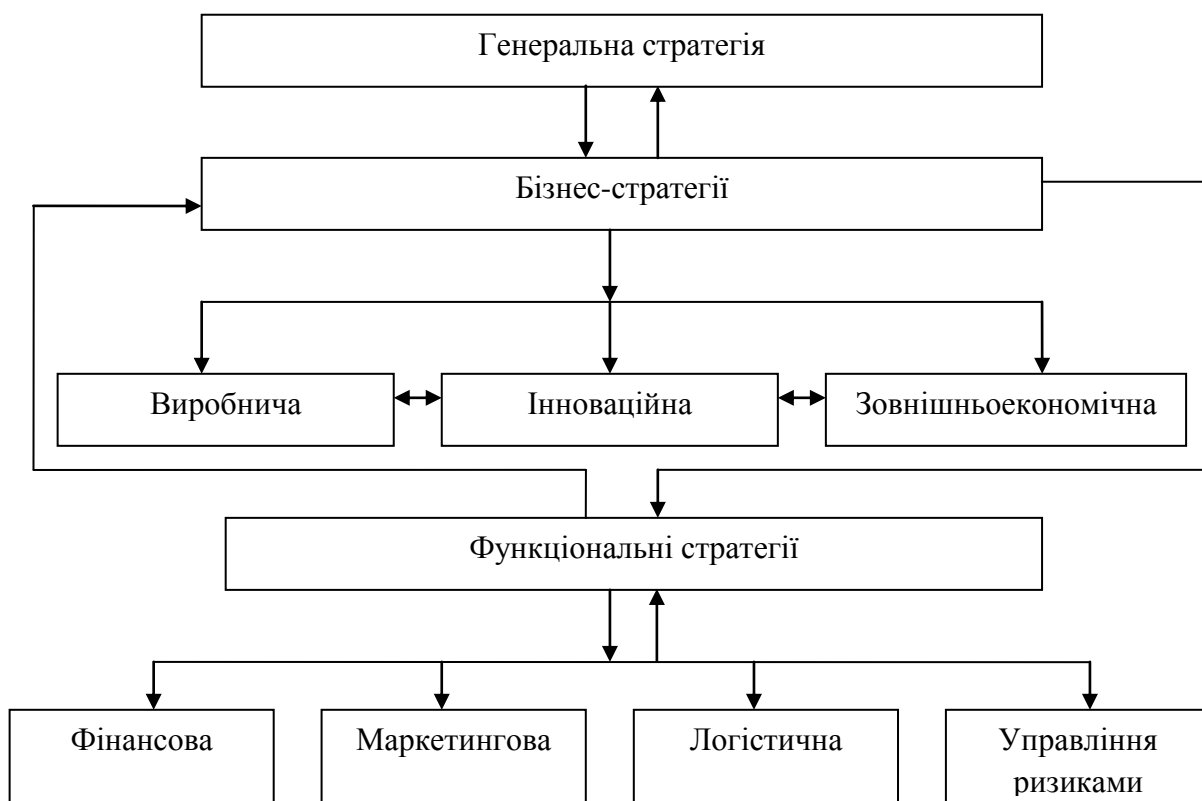 Генеральна стратегія
Бізнес-стратегії
Виробнича
Інноваційна
Зовнішньоекономічна
Функціональні стратегії
Фінансова
Маркетингова
Логістична
Управління
ризиками